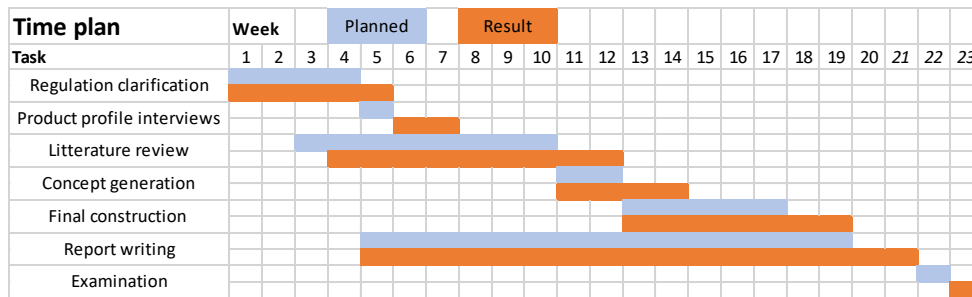 Time plan Week Planned Result
Task 1 2 3 4 5 6 7 8 9 10 11 12 13 14 15 16 17 18 19 20 21 22 23
Regulation clarification
Product profile interviews
Litterature review
Concept generation
Final construction
Report writing
Examination